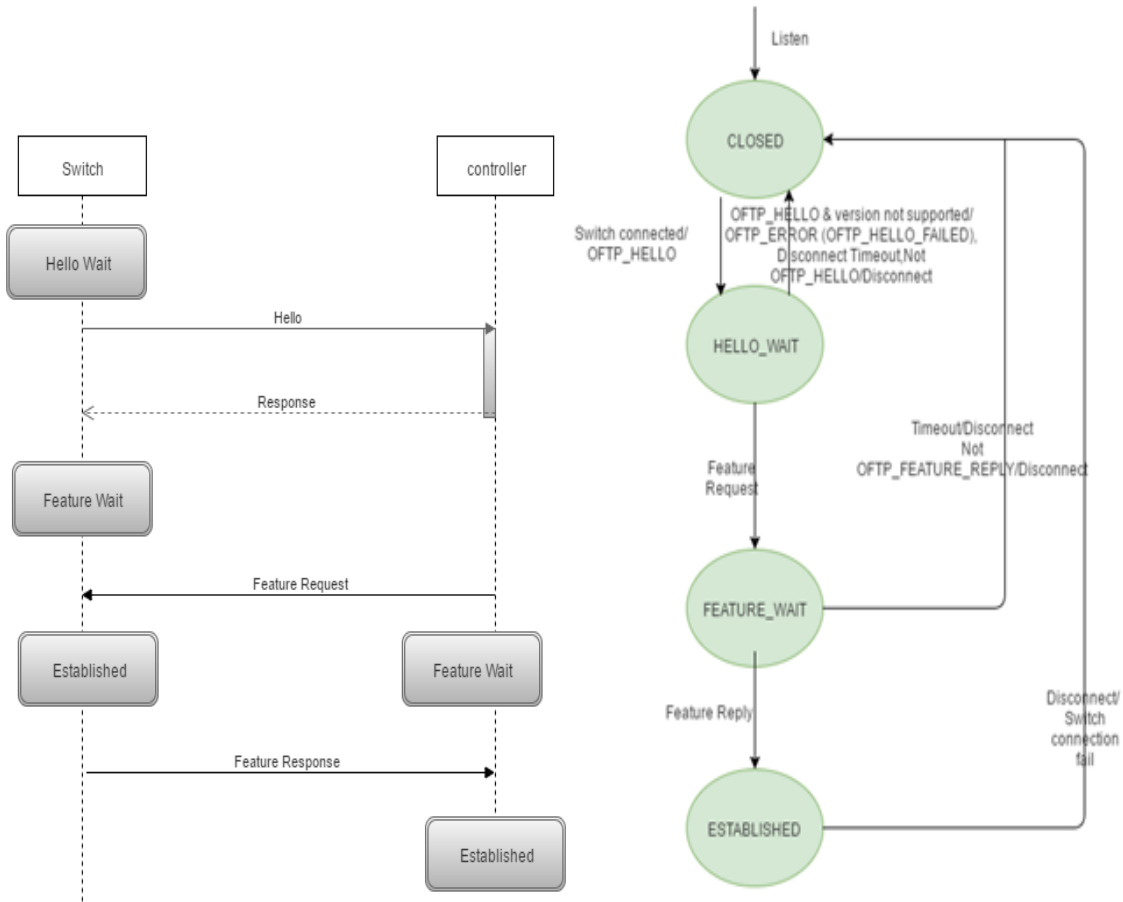 Switch
controller
Hello Wait
Hello
Response
Feature Wait
Feature Request
Established
Feature Wait
Feature Response
Established
Listen
CLOSED
Switch connected/
OFTP_HELLO
OFTP_HELLO & version not supported/
OFTP_ERROR (OFTP_HELLO_FAILED),
Disconnect Timeout,Not
OFTP_HELLO/Disconnect
HELLO_WAIT
Feature
Request
Timeout/Disconnect
Not
OFTP_FEATURE_REPLY/Disconnect
FEATURE_WAIT
Feature Reply
Disconnect/
Switch
connection
fail
ESTABLISHED